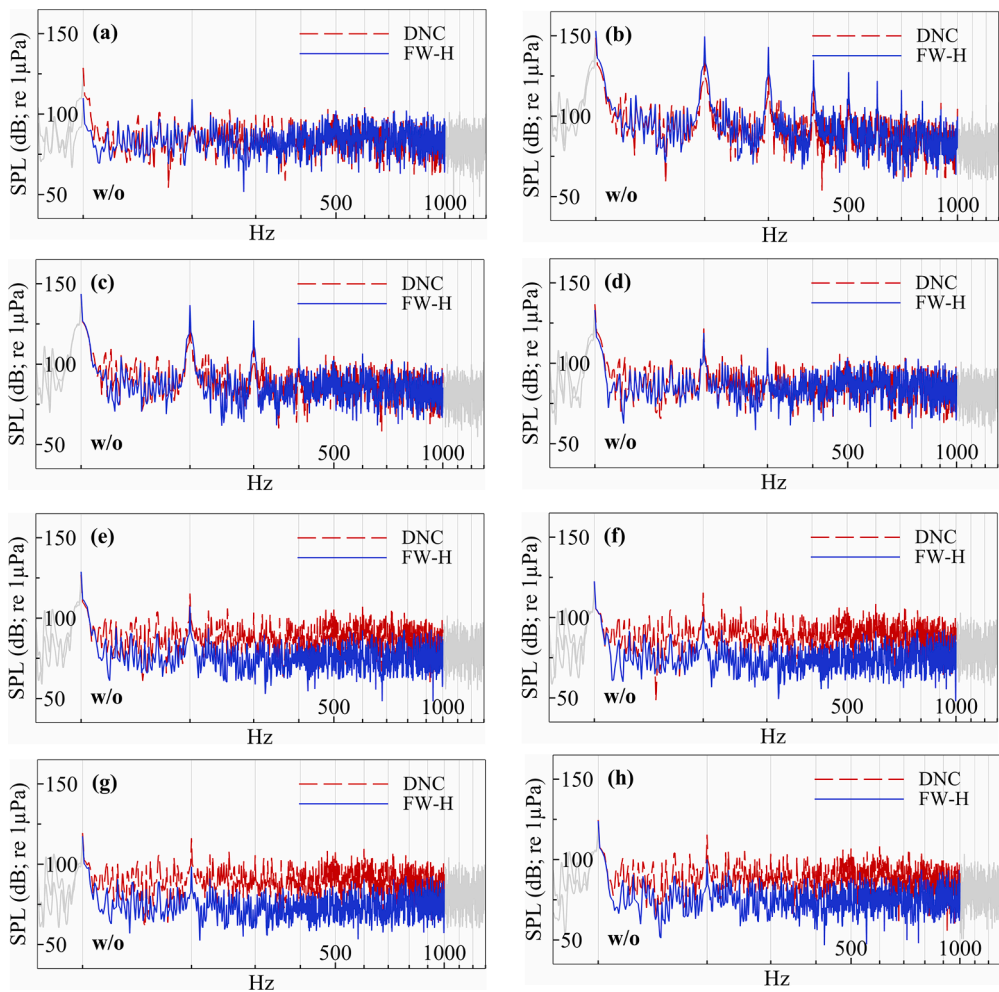 (a)
DNC
FW-H
150
100
50
SPL (dB; re 1μPa)
w/o
500
1000
Hz
(b)
DNC
FW-H
150
100
50
SPL (dB; re 1μPa)
w/o
500
1000
Hz
(c)
DNC
FW-H
150
100
50
SPL (dB; re 1μPa)
w/o
500
1000
Hz
(d)
DNC
FW-H
150
100
50
SPL (dB; re 1μPa)
w/o
500
1000
Hz
(e)
DNC
FW-H
150
100
50
SPL (dB; re 1μPa)
w/o
500
1000
Hz
(f)
DNC
FW-H
150
100
50
SPL (dB; re 1μPa)
w/o
500
1000
Hz
(g)
DNC
FW-H
150
100
50
SPL (dB; re 1μPa)
w/o
500
1000
Hz
(h)
DNC
FW-H
150
100
50
SPL (dB; re 1μPa)
w/o
500
1000
Hz